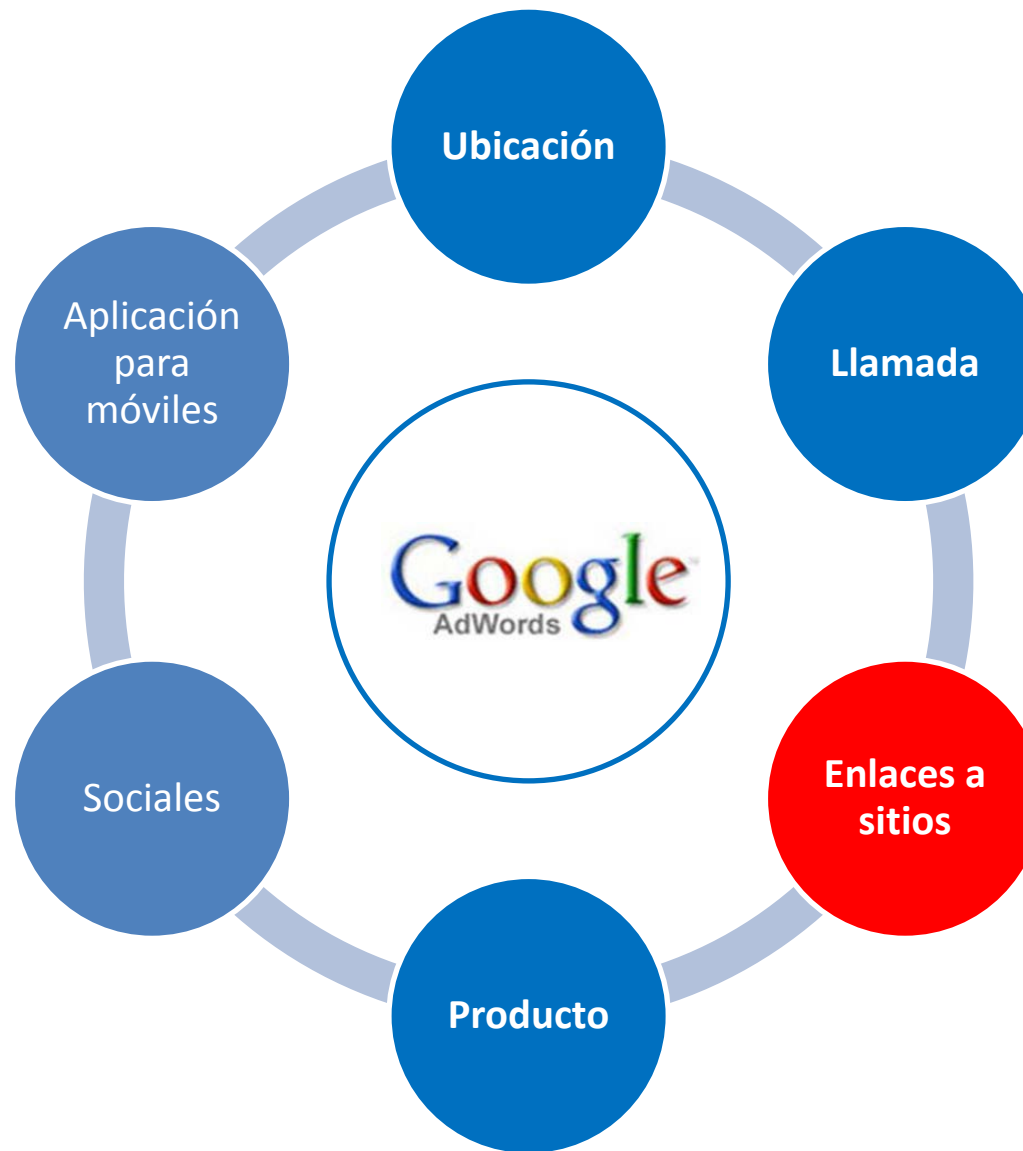 Ubicación
Llamada
Enlaces a
sitios
Producto
Sociales
Aplicación
para
móviles
Google
AdWords